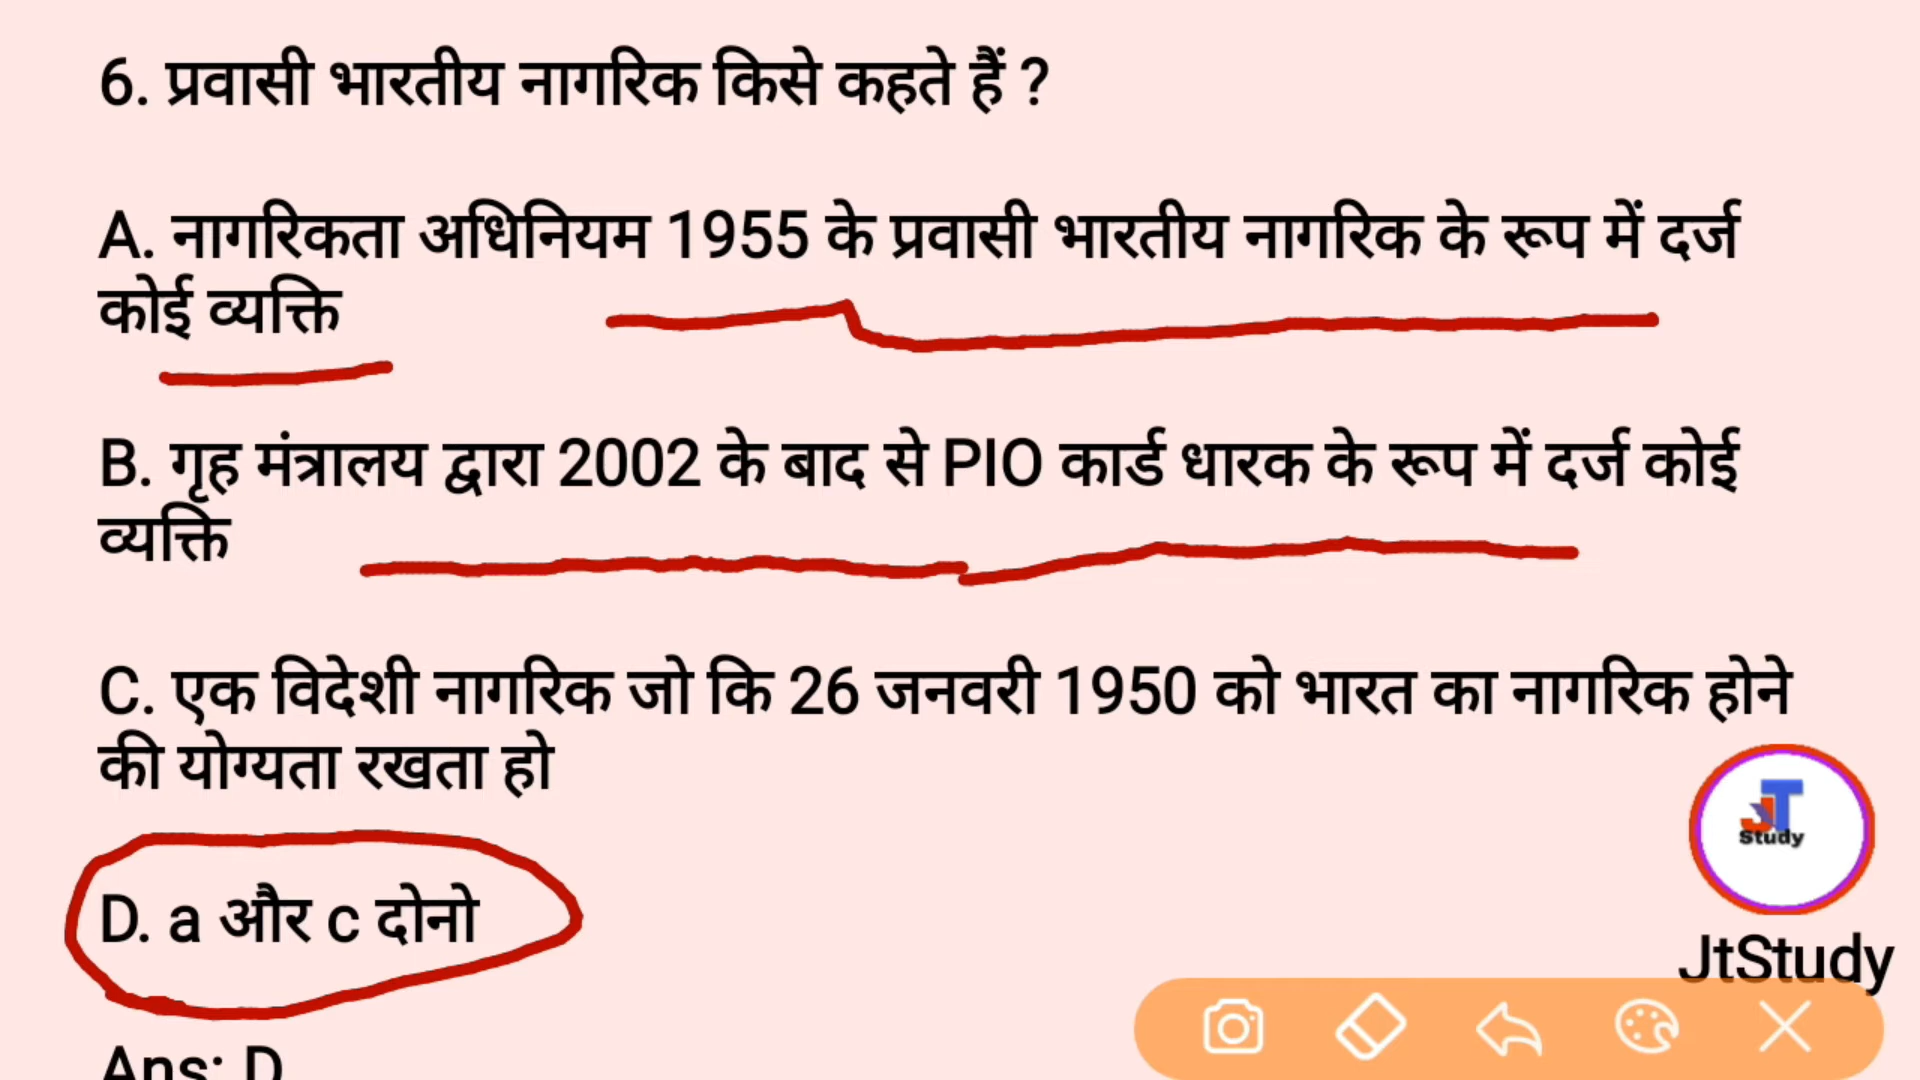 6. प्रवासी भारतीय नागरिक किसे कहते हैं ?
A. नागरिकता अधिनियम 1955 के प्रवासी भारतीय नागरिक के रूप में दर्ज
कोई व्यक्ति
B. गृह मंत्रालय द्वारा 2002 के बाद से PIO कार्ड धारक के रूप में दर्ज कोई
व्यक्ति
C. एक विदेशी नागरिक जो कि 26 जनवरी 1950 को भारत का नागरिक होने
की योग्यता रखता हो
JT
Study
D. a और c दोनो
JtStudy
Ans: D